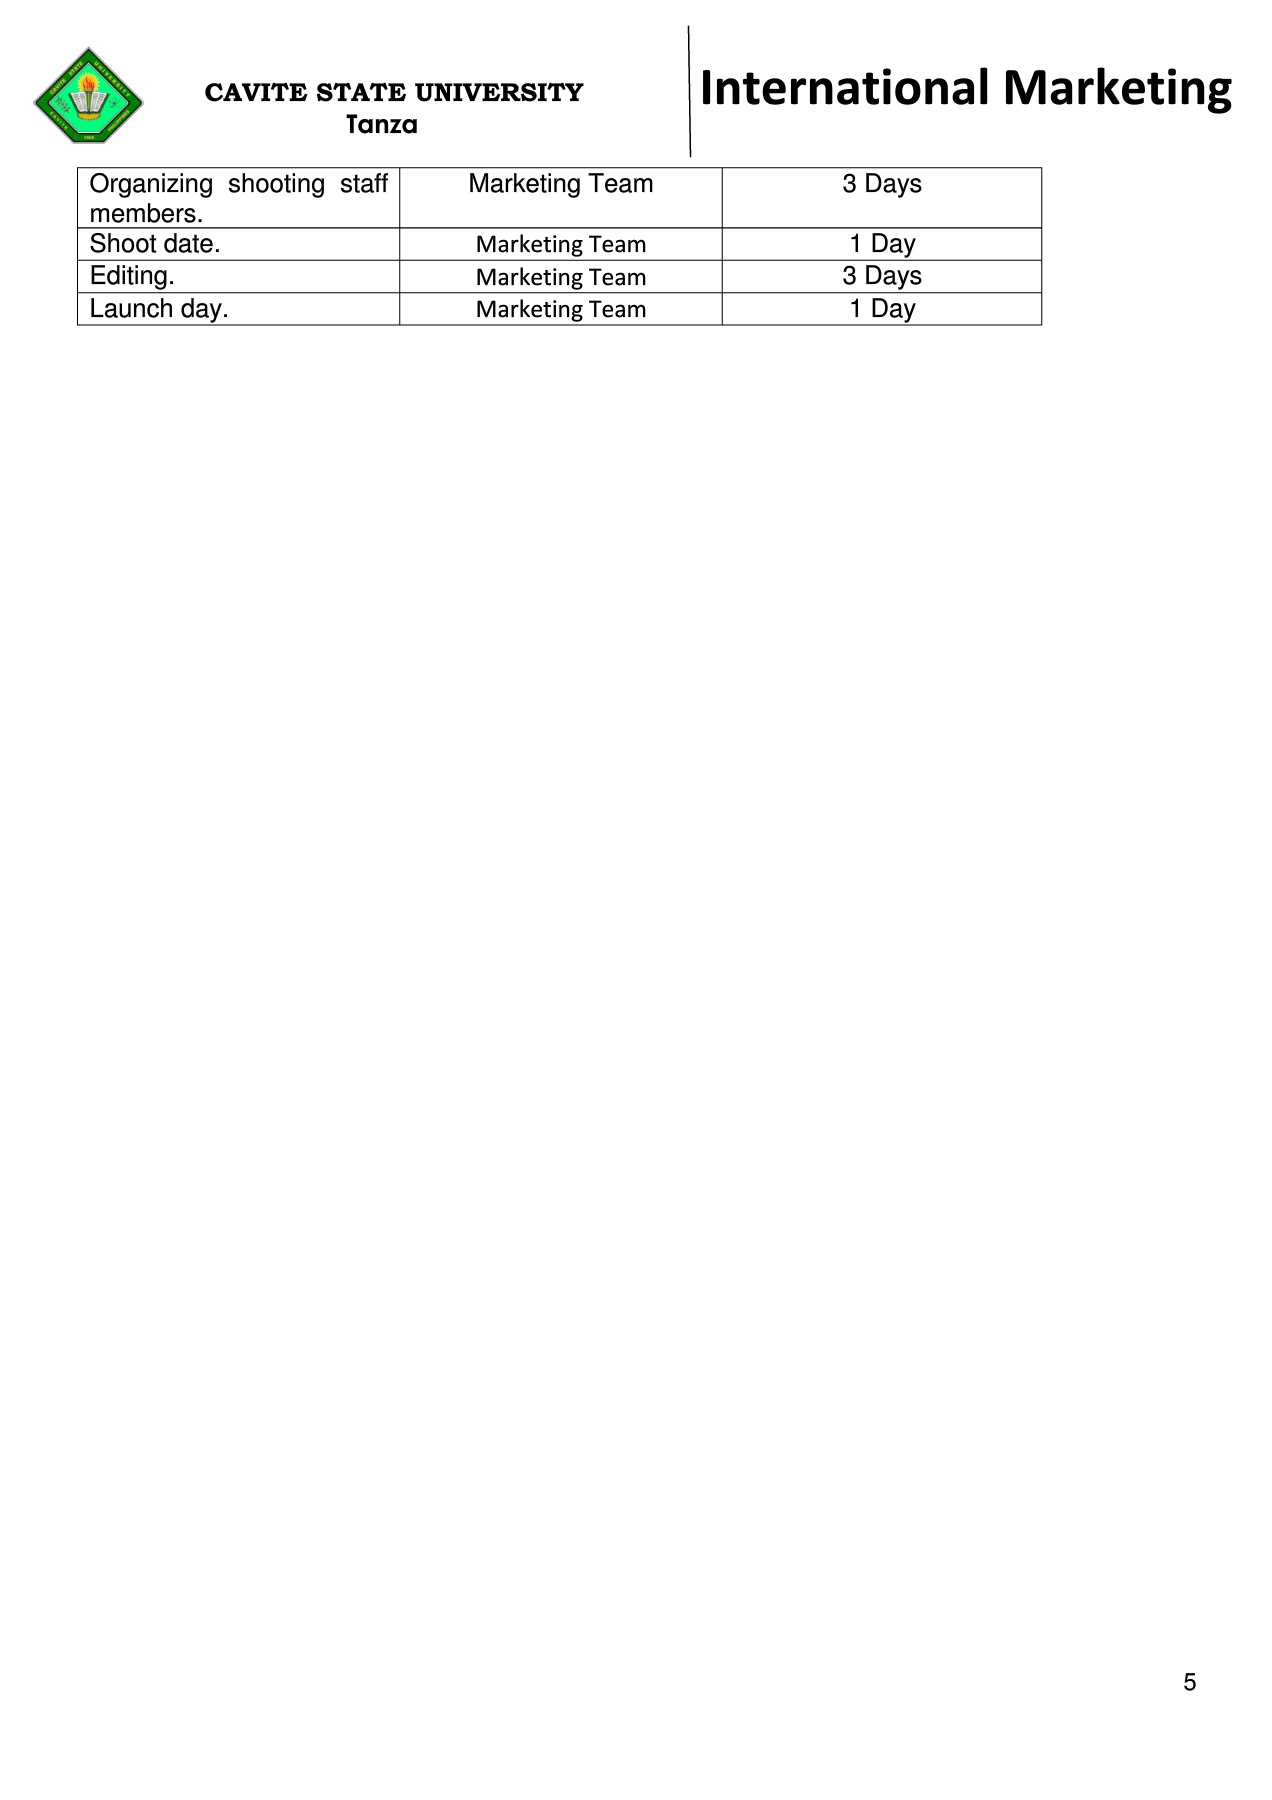 CAVITE STATE UNIVERSITY
Tanza
International Marketing
Organizing shooting staff
members.
Marketing Team
3 Days
Shoot date.
Marketing Team
1 Day
Editing.
Marketing Team
3 Days
Launch day.
Marketing Team
1 Day
5